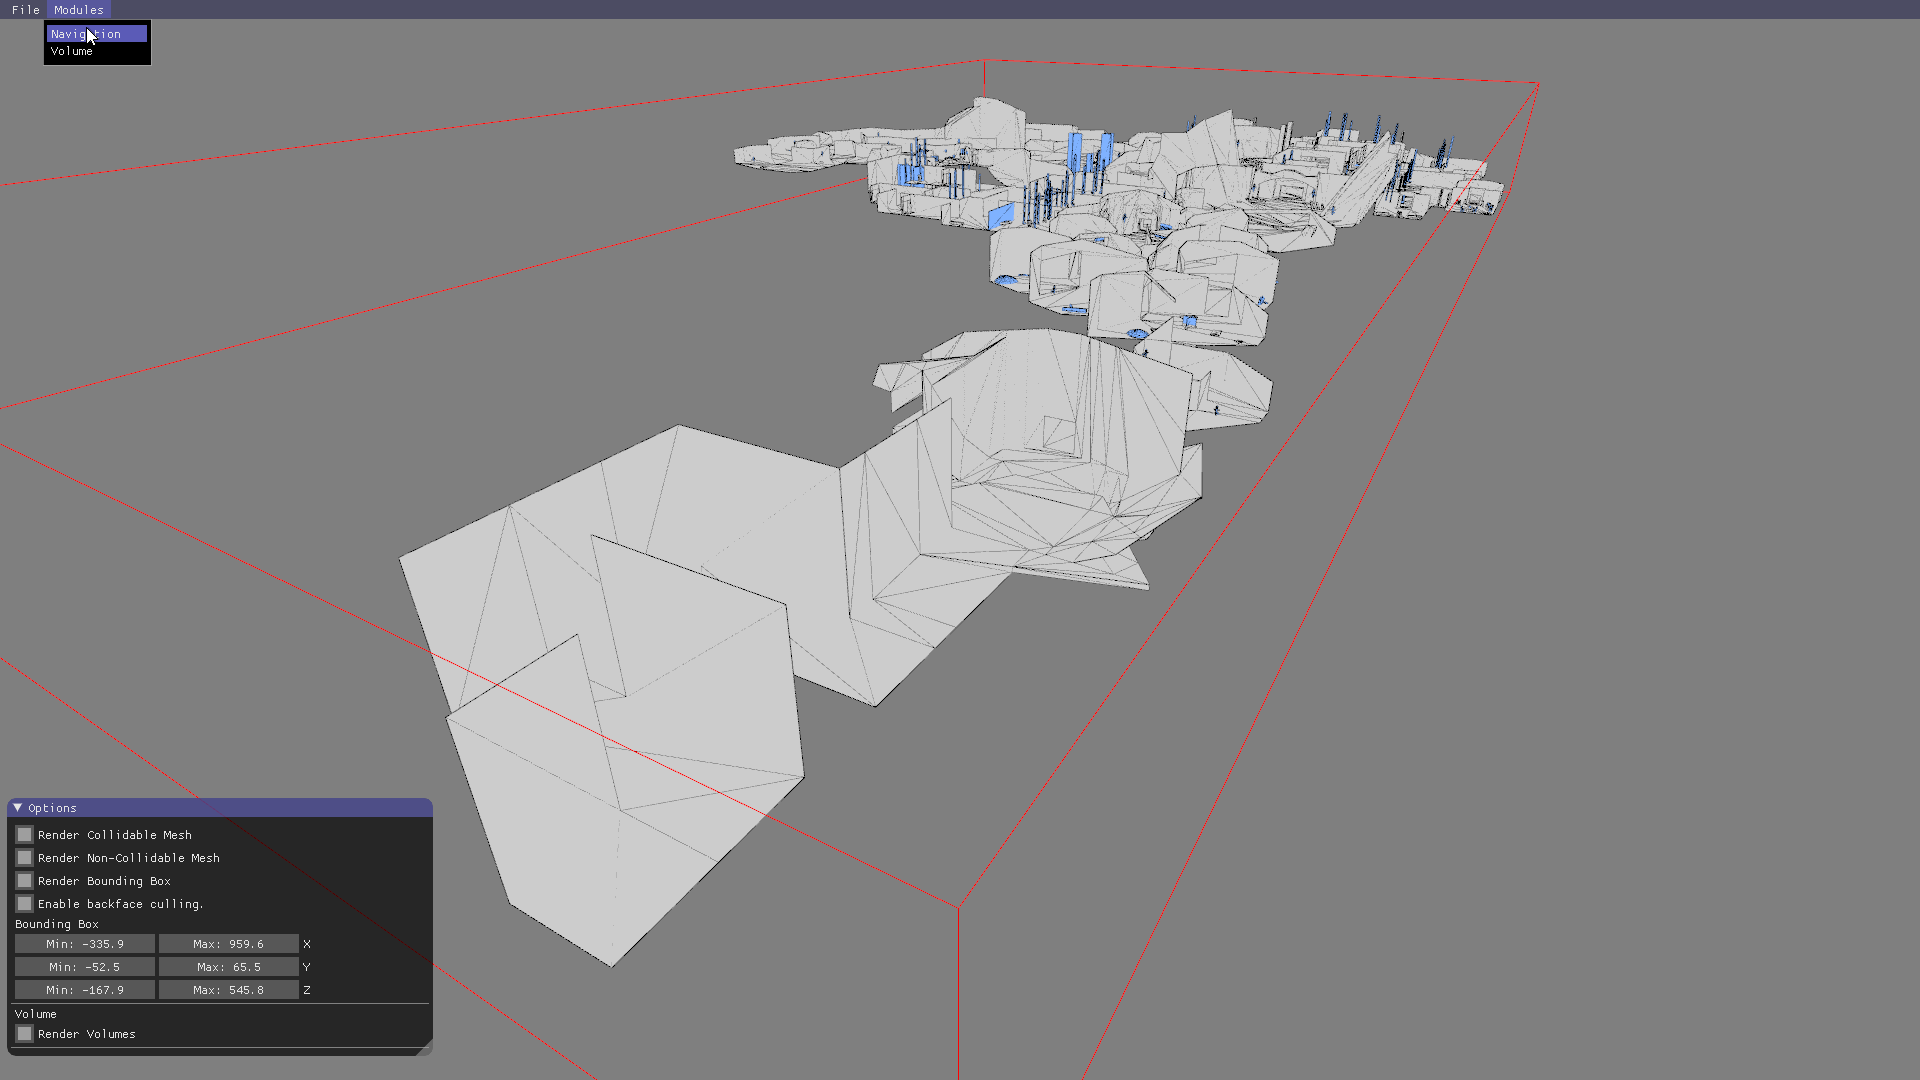 File Modules
Navigation
Volume
Options
Render Collidable Mesh
Render Non-Collidable Mesh
Render Bounding Box
Enable backface culling.
Bounding Box
Min: -335.9 Max: 959.6 X
Min: -52.5 Max: 65.5 Y
Min: -167.9 Max: 545.8 Z
Volume
Render Volumes